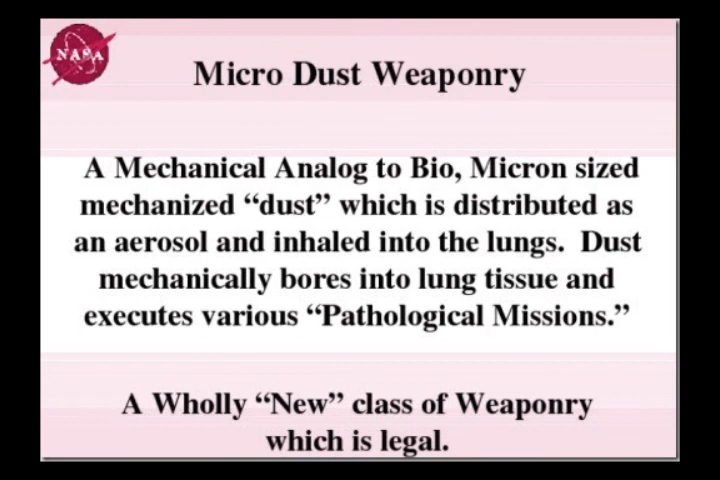 NASA
Micro Dust Weaponry
A Mechanical Analog to Bio, Micron sized
mechanized “dust” which is distributed as
an aerosol and inhaled into the lungs. Dust
mechanically bores into lung tissue and
executes various “Pathological Missions.”
A Wholly “New” class of Weaponry
which is legal.